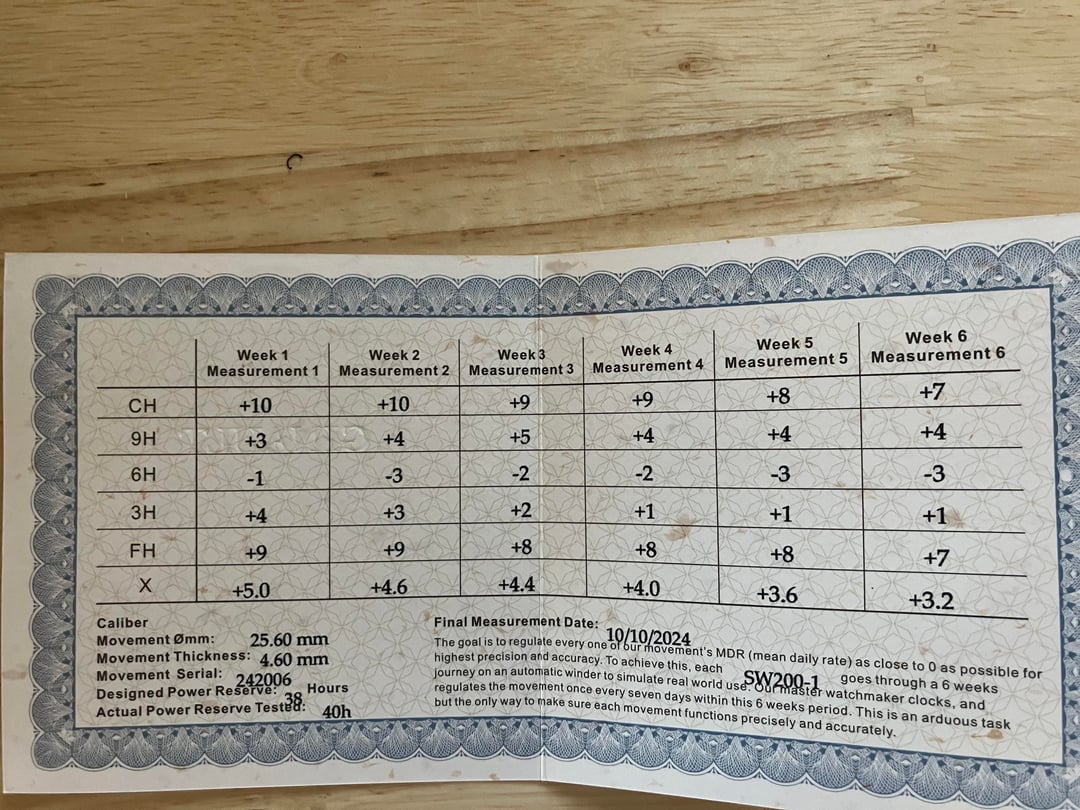 Week 1 Week 2 Week 3 Week 4 Week 5 Week 6
Measurement 1 Measurement 2 Measurement 3 Measurement 4 Measurement 5 Measurement 6
CH +10 +10 +9 +9 +8 +7
9H +3 +4 +5 +4 +4 +4
6H -1 -3 -2 -2 -3 -3
3H +4 +3 +2 +1 +1 +1
FH +9 +9 +8 +8 +8 +7
X +5.0 +4.6 +4.4 +4.0 +3.6 +3.2
Caliber
Movement Ømm: 25.60 mm
Movement Thickness: 4.60 mm
Movement Serial: 242006
Designed Power Reserve: 38 Hours
Actual Power Reserve Tested: 40h
Final Measurement Date: 10/10/2024
The goal is to regulate every one of our movement's MDR (mean daily rate) as close to 0 as possible for
highest precision and accuracy. To achieve this, each SW200-1 goes through a 6 weeks
journey on an automatic winder to simulate real world use. Our master watchmaker clocks, and
regulates the movement once every seven days within this 6 weeks period. This is an arduous task
but the only way to make sure each movement functions precisely and accurately.